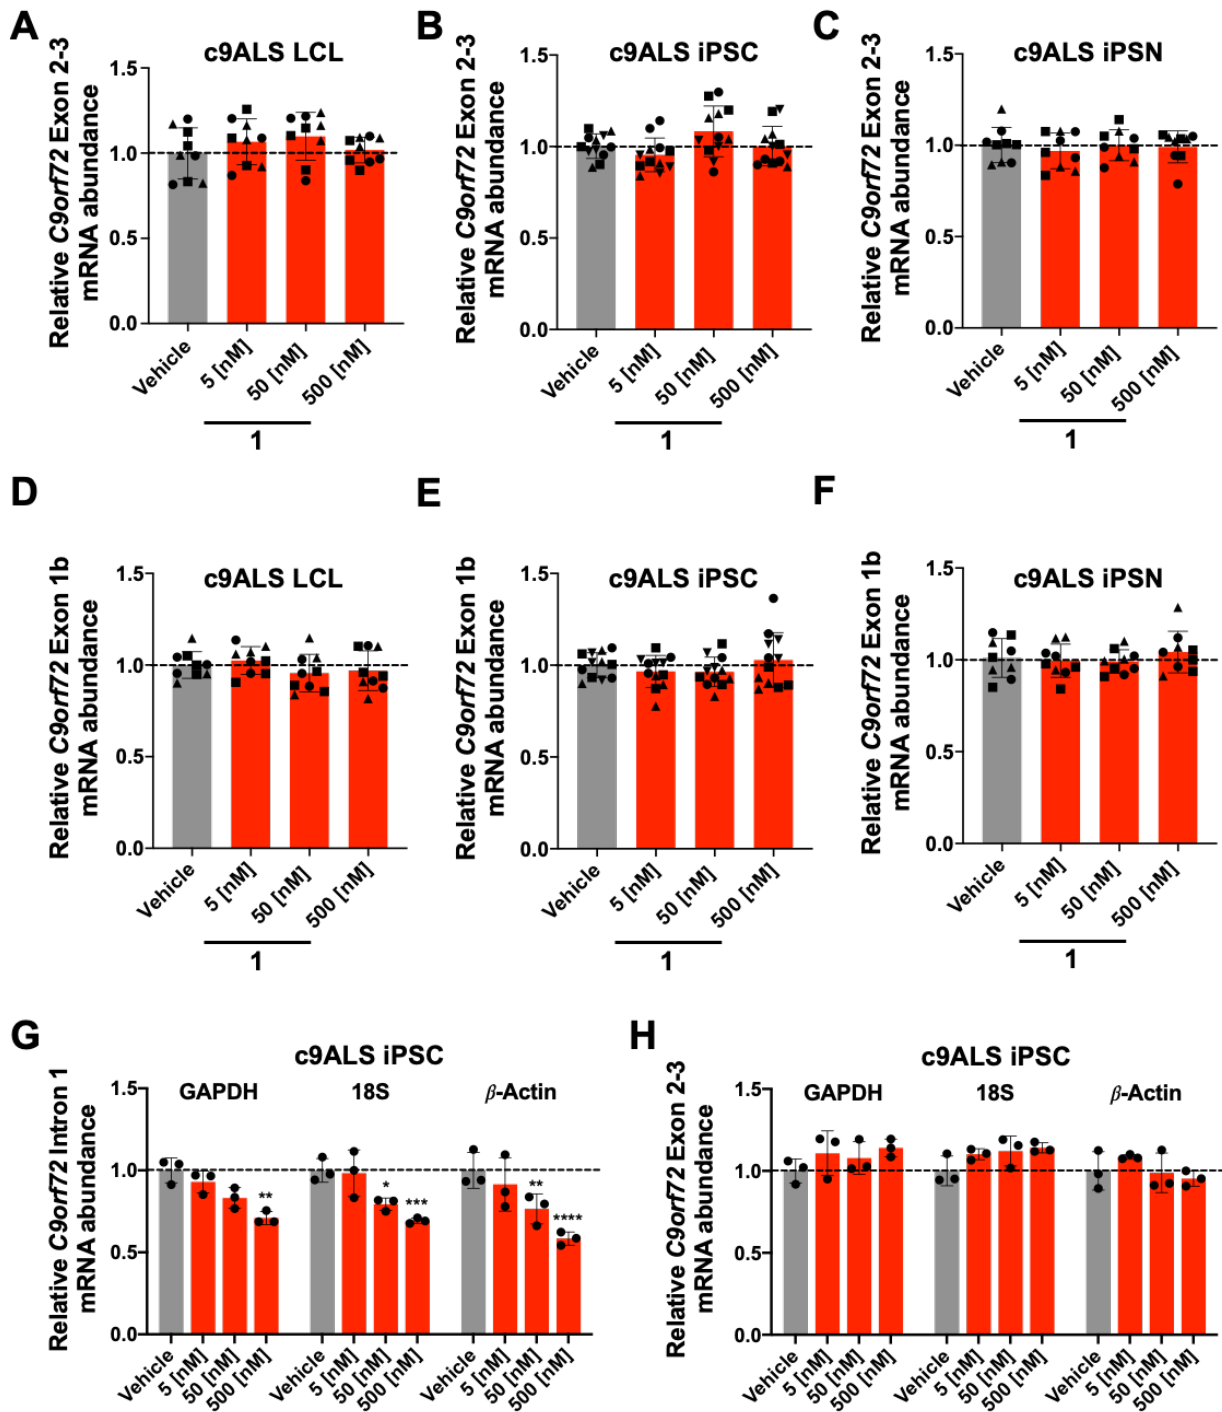 A
c9ALS LCL
Relative C9orf72 Exon 2-3
mRNA abundance
1.5
1.0
0.5
0.0
Vehicle
5 [nM]
50 [nM]
500 [nM]
1
B
c9ALS iPSC
Relative C9orf72 Exon 2-3
mRNA abundance
1.5
1.0
0.5
0.0
Vehicle
5 [nM]
50 [nM]
500 [nM]
1
C
c9ALS iPSN
Relative C9orf72 Exon 2-3
mRNA abundance
1.5
1.0
0.5
0.0
Vehicle
5 [nM]
50 [nM]
500 [nM]
1
D
c9ALS LCL
Relative C9orf72 Exon 1b
mRNA abundance
1.5
1.0
0.5
0.0
Vehicle
5 [nM]
50 [nM]
500 [nM]
1
E
c9ALS iPSC
Relative C9orf72 Exon 1b
mRNA abundance
1.5
1.0
0.5
0.0
Vehicle
5 [nM]
50 [nM]
500 [nM]
1
F
c9ALS iPSN
Relative C9orf72 Exon 1b
mRNA abundance
1.5
1.0
0.5
0.0
Vehicle
5 [nM]
50 [nM]
500 [nM]
1
G
c9ALS iPSC
Relative C9orf72 Intron 1
mRNA abundance
1.5
1.0
0.5
0.0
GAPDH
18S
β-Actin
**
*
***
**
****
Vehicle
5 [nM]
50 [nM]
500 [nM]
Vehicle
5 [nM]
50 [nM]
500 [nM]
Vehicle
5 [nM]
50 [nM]
500 [nM]
H
c9ALS iPSC
Relative C9orf72 Exon 2-3
mRNA abundance
1.5
1.0
0.5
0.0
GAPDH
18S
β-Actin
Vehicle
5 [nM]
50 [nM]
500 [nM]
Vehicle
5 [nM]
50 [nM]
500 [nM]
Vehicle
5 [nM]
50 [nM]
500 [nM]